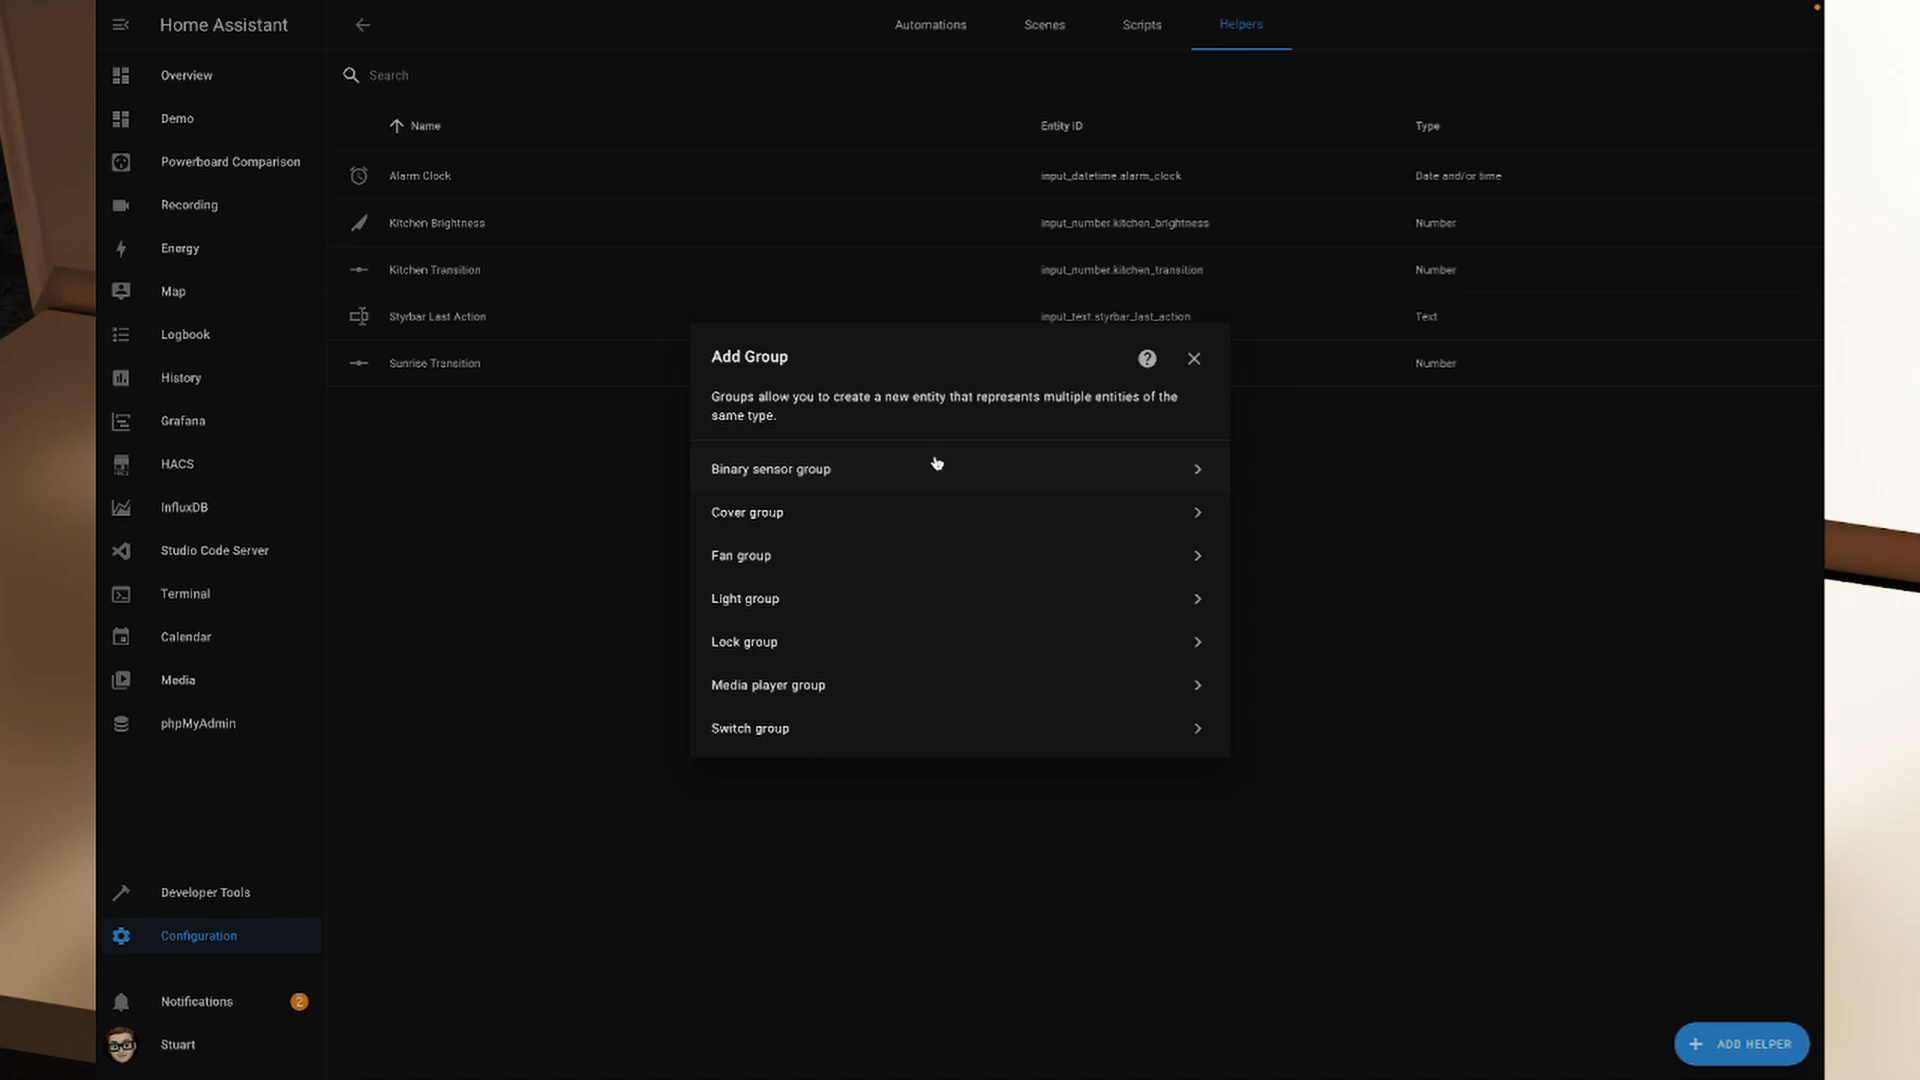 Home Assistant
Overview
Demo
Powerboard Comparison
Recording
Energy
Map
Logbook
History
Grafana
HACS
InfluxDB
Studio Code Server
Terminal
Calendar
Media
phpMyAdmin
Developer Tools
Configuration
Notifications 2
Stuart
Automations Scenes Scripts Helpers
Search
Name Entity ID Type
Alarm Clock input_datetime.alarm_clock Date and/or time
Kitchen Brightness input_number.kitchen_brightness Number
Kitchen Transition input_number.kitchen_transition Number
Styrbar Last Action input_text.styrbar_last_action Text
Sunrise Transition Number
Add Group
Groups allow you to create a new entity that represents multiple entities of the
same type.
Binary sensor group
Cover group
Fan group
Light group
Lock group
Media player group
Switch group
+ ADD HELPER